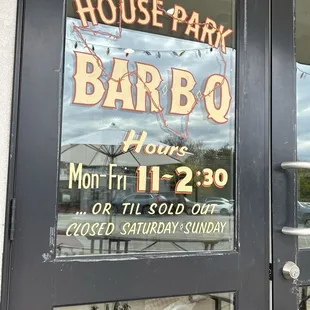 HOUSE PARK
BAR·B·Q
Hours
Mon-Fri 11-2:30
... OR TIL SOLD OUT
CLOSED SATURDAY·SUNDAY